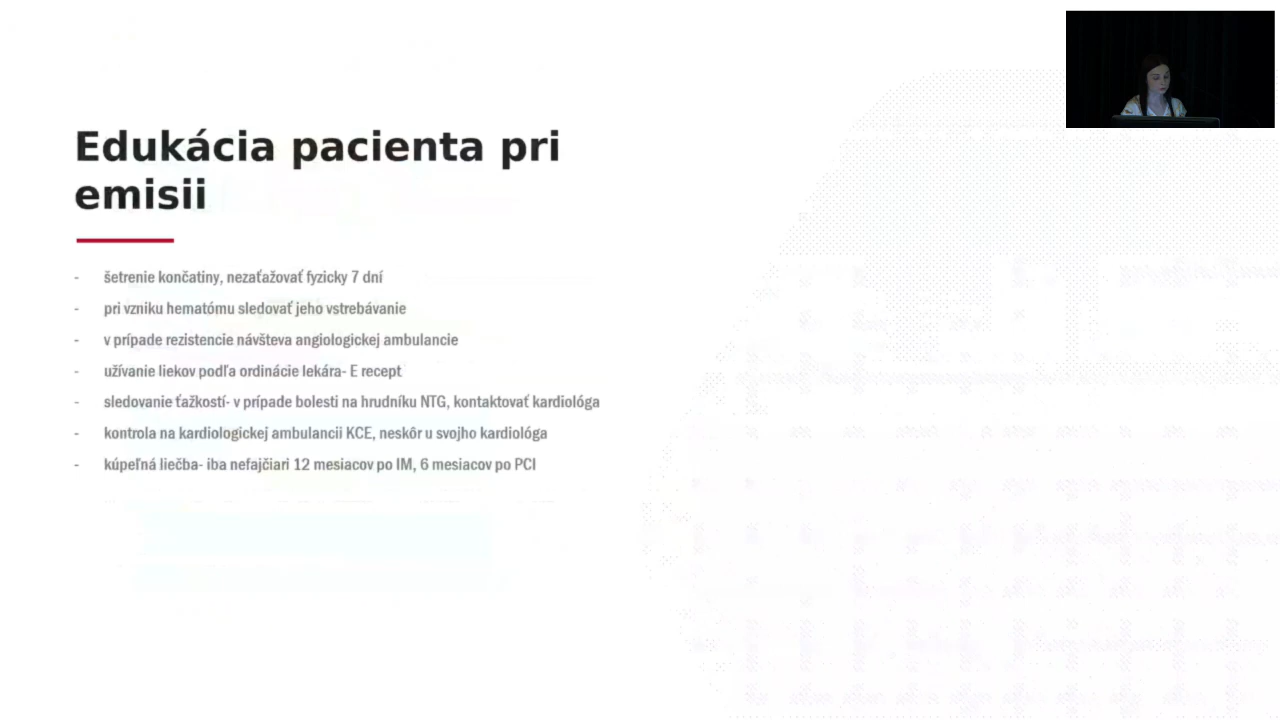 Edukácia pacienta pri
emisii
- šetrenie končatiny, nezaťažovať fyzicky 7 dní
- pri vzniku hematómu sledovať jeho vstrebávanie
- v prípade rezistencie návšteva angiologickej ambulancie
- užívanie liekov podľa ordinácie lekára- E recept
- sledovanie ťažkostí- v prípade bolesti na hrudníku NTG, kontaktovať kardiológa
- kontrola na kardiologickej ambulancii KCE, neskôr u svojho kardiológa
- kúpeľná liečba- iba nefajčiari 12 mesiacov po IM, 6 mesiacov po PCI